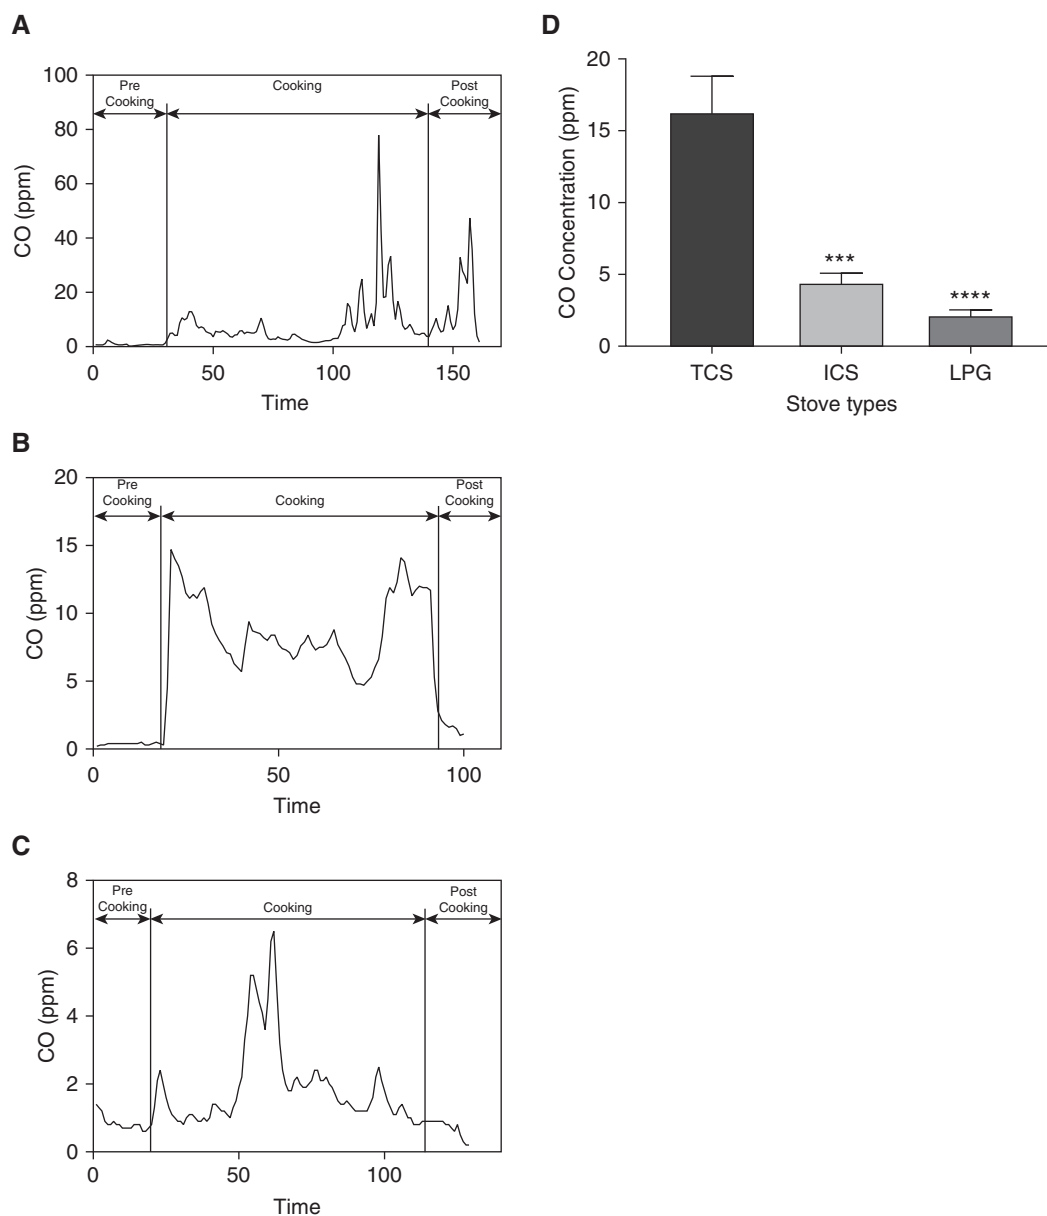 A
100
80
60
40
20
0
CO (ppm)
Pre
Cooking
Cooking
Post
Cooking
0 50 100 150
Time
B
20
15
10
5
0
CO (ppm)
Pre
Cooking
Cooking
Post
Cooking
0 50 100
Time
C
8
6
4
2
0
CO (ppm)
Pre
Cooking
Cooking
Post
Cooking
0 50 100
Time
D
20
15
10
5
0
CO Concentration (ppm)
***
****
TCS ICS LPG
Stove types